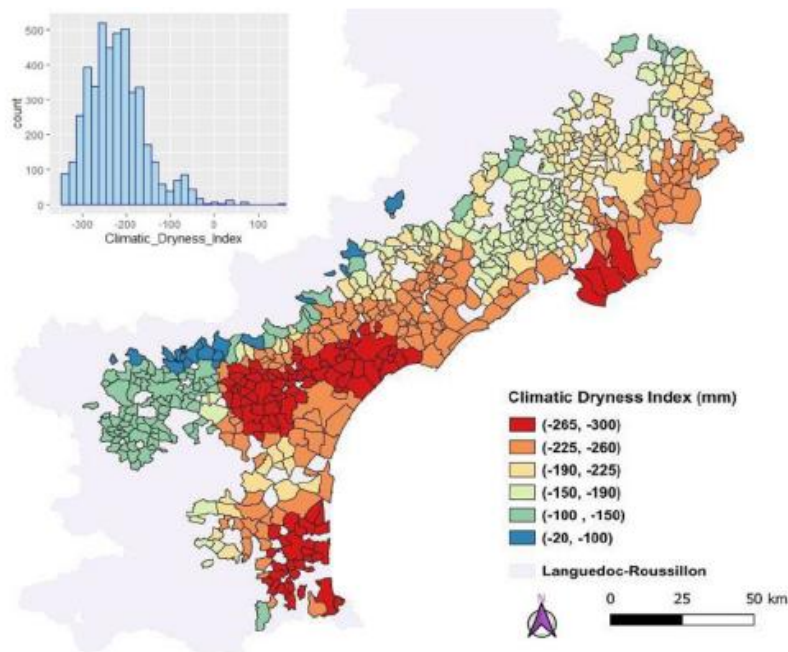 500
400
300
200
100
0
count
-300
-200
-100
0
100
Climatic_Dryness_Index
Climatic Dryness Index (mm)
(-265, -300)
(-225, -260)
(-190, -225)
(-150, -190)
(-100 , -150)
(-20, -100)
Languedoc-Roussillon
N
0 25 50 km